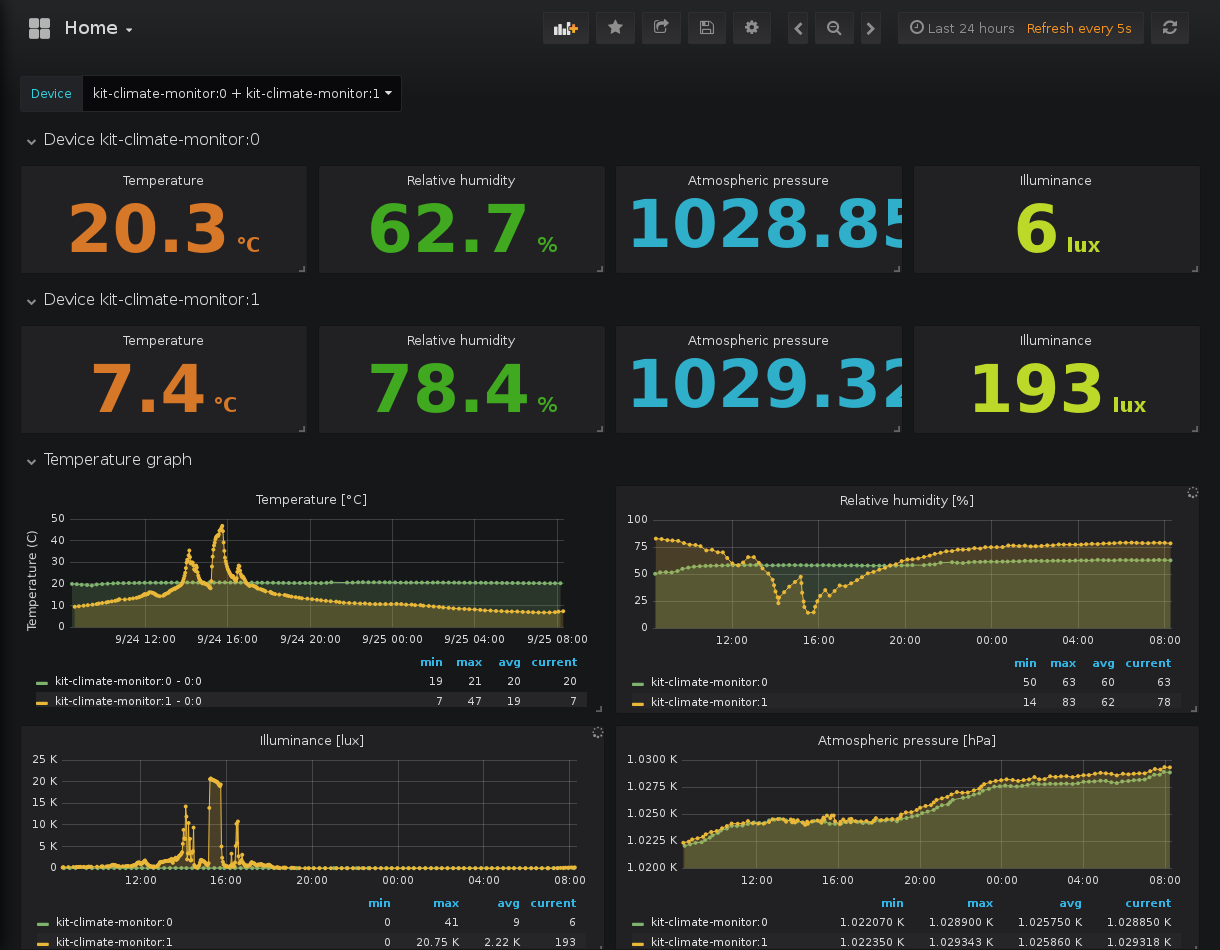 Home
Last 24 hours Refresh every 5s
Device kit-climate-monitor:0 + kit-climate-monitor:1
Device kit-climate-monitor:0
Temperature Relative humidity Atmospheric pressure Illuminance
20.3 °C 62.7 % 1028.85 6 lux
Device kit-climate-monitor:1
Temperature Relative humidity Atmospheric pressure Illuminance
7.4 °C 78.4 % 1029.32 193 lux
Temperature graph
Temperature [°C]
Temperature (C)
50
40
30
20
10
0
9/24 12:00 9/24 16:00 9/24 20:00 9/25 00:00 9/25 04:00 9/25 08:00
min max avg current
kit-climate-monitor:0 - 0:0 19 21 20 20
kit-climate-monitor:1 - 0:0 7 47 19 7
Relative humidity [%]
100
75
50
25
0
12:00 16:00 20:00 00:00 04:00 08:00
min max avg current
kit-climate-monitor:0 50 63 60 63
kit-climate-monitor:1 14 83 62 78
Illuminance [lux]
25 K
20 K
15 K
10 K
5 K
0
12:00 16:00 20:00 00:00 04:00 08:00
min max avg current
kit-climate-monitor:0 0 41 9 6
kit-climate-monitor:1 0 20.75 K 2.22 K 193
Atmospheric pressure [hPa]
1.0300 K
1.0275 K
1.0250 K
1.0225 K
1.0200 K
12:00 16:00 20:00 00:00 04:00 08:00
min max avg current
kit-climate-monitor:0 1.022070 K 1.028900 K 1.025750 K 1.028850 K
kit-climate-monitor:1 1.022350 K 1.029343 K 1.025860 K 1.029318 K